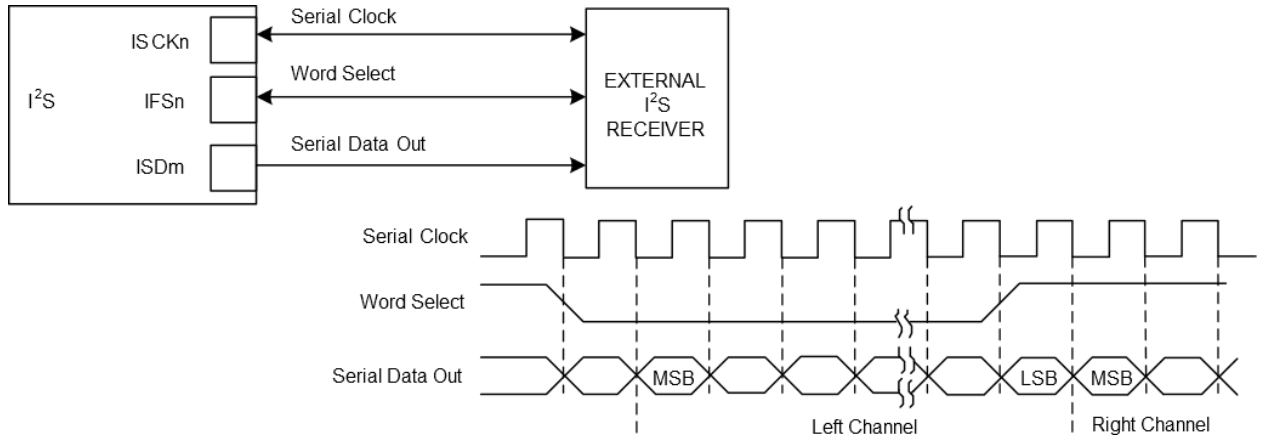 Serial Clock
ISCKn
Word Select
I²S
IFSn
EXTERNAL
I²S
RECEIVER
Serial Data Out
ISDm
Serial Clock
Word Select
Serial Data Out
MSB
LSB
MSB
Left Channel
Right Channel